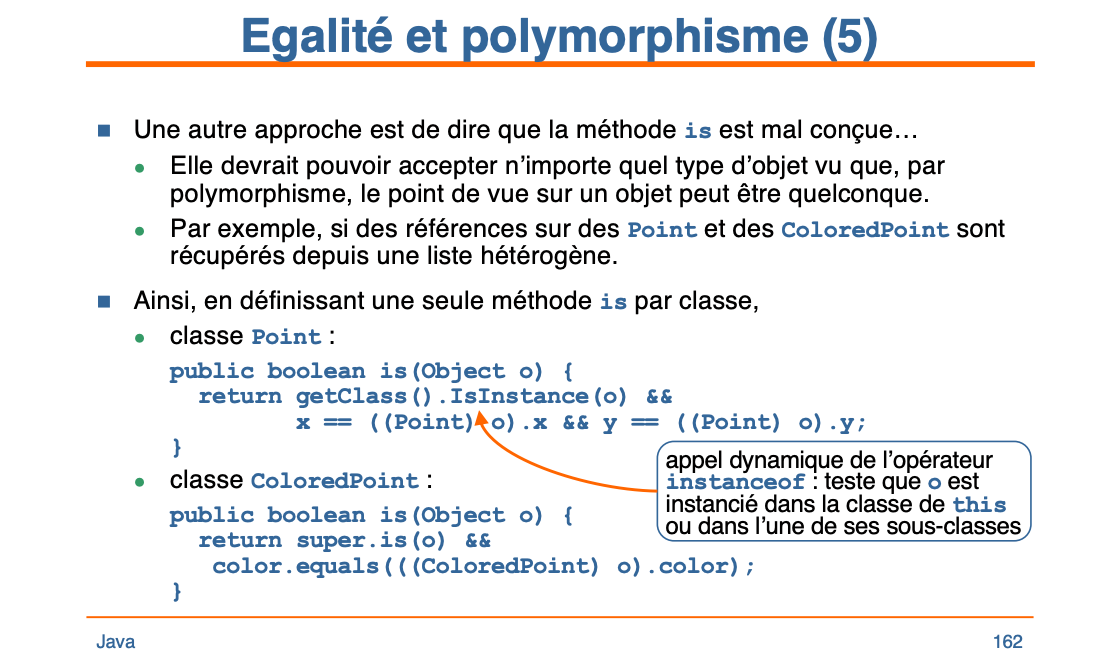 Egalité et polymorphisme (5)
Une autre approche est de dire que la méthode is est mal conçue…
Elle devrait pouvoir accepter n’importe quel type d’objet vu que, par
polymorphisme, le point de vue sur un objet peut être quelconque.
Par exemple, si des références sur des Point et des ColoredPoint sont
récupérés depuis une liste hétérogène.
Ainsi, en définissant une seule méthode is par classe,
classe Point :
public boolean is(Object o) {
return getClass().IsInstance(o) &&
x == ((Point) o).x && y == ((Point) o).y;
}
appel dynamique de l’opérateur
instanceof : teste que o est
instancié dans la classe de this
ou dans l’une de ses sous-classes
classe ColoredPoint :
public boolean is(Object o) {
return super.is(o) &&
color.equals(((ColoredPoint) o).color);
}
Java
162